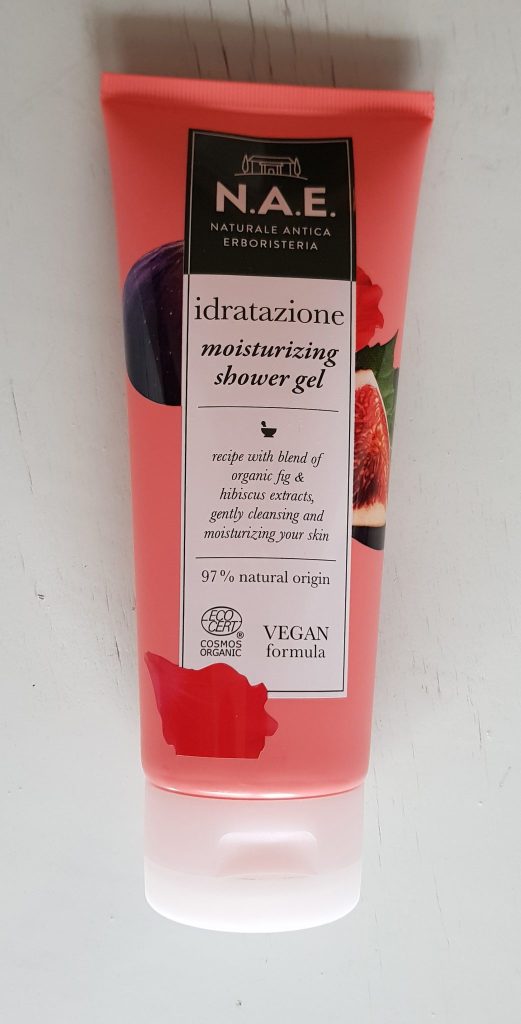 N.A.E.
NATURALE ANTICA
ERBORISTERIA
idratazione
moisturizing
shower gel
recipe with blend of
organic fig &
hibiscus extracts,
gently cleansing and
moisturizing your skin
97% natural origin
ECO
CERT®
COSMOS
ORGANIC
VEGAN
formula